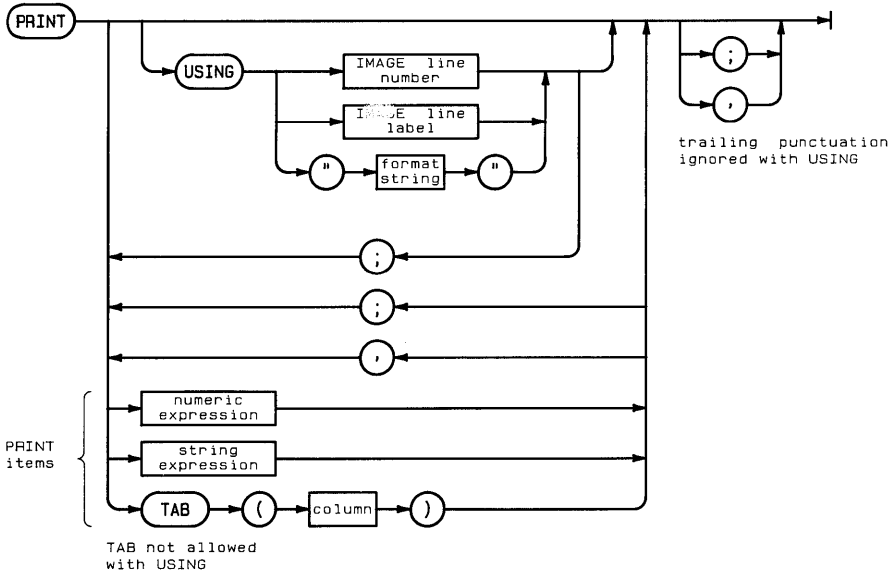 PRINT
USING
IMAGE line
number
IMAGE line
label
"
format
string
"
;
,
trailing punctuation
ignored with USING
;
;
,
PRINT
items
numeric
expression
string
expression
TAB
(
column
)
TAB not allowed
with USING